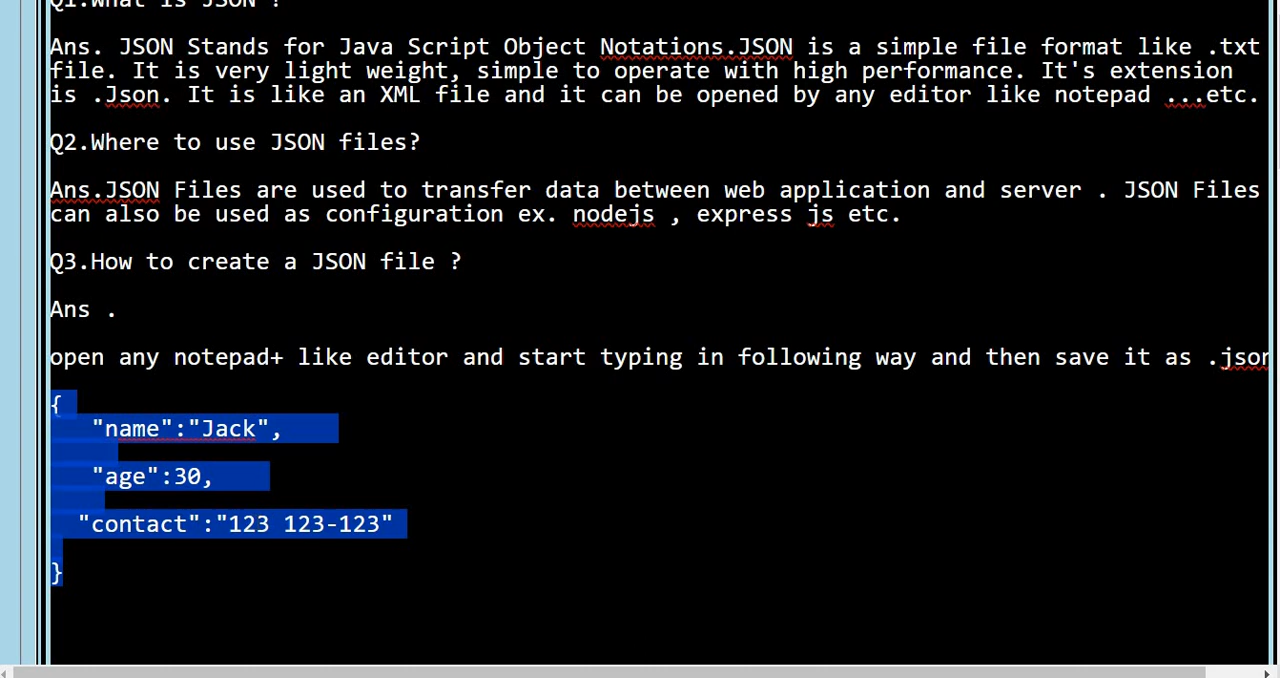 Q1.What is JSON ?
Ans. JSON Stands for Java Script Object Notations.JSON is a simple file format like .txt
file. It is very light weight, simple to operate with high performance. It's extension
is .Json. It is like an XML file and it can be opened by any editor like notepad ...etc.
Q2.Where to use JSON files?
Ans.JSON Files are used to transfer data between web application and server . JSON Files
can also be used as configuration ex. nodejs , express js etc.
Q3.How to create a JSON file ?
Ans .
open any notepad+ like editor and start typing in following way and then save it as .json
{
"name":"Jack",
"age":30,
"contact":"123 123-123"
}